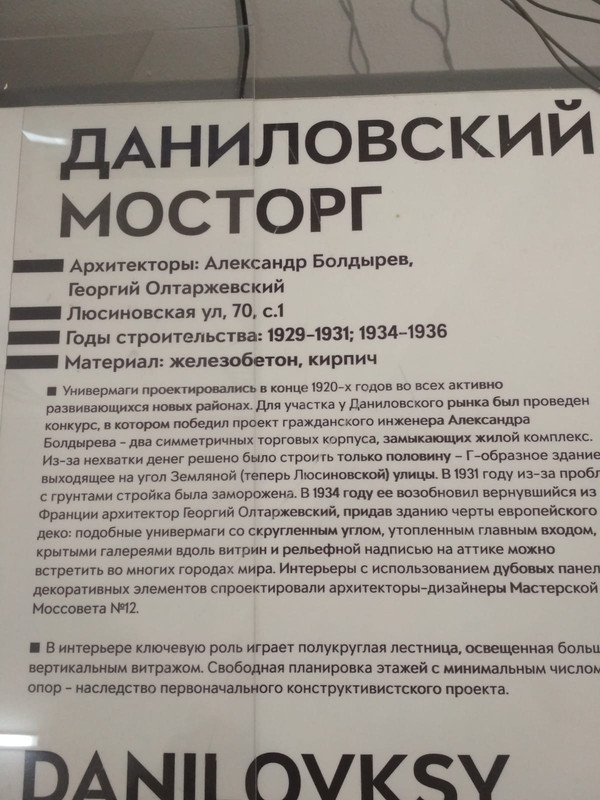 ДАНИЛОВСКИЙ
МОСТОРГ
Архитекторы: Александр Болдырев,
Георгий Олтаржевский
Люсиновская ул, 70, с.1
Годы строительства: 1929–1931; 1934–1936
Материал: железобетон, кирпич
■ Универмаги проектировались в конце 1920-х годов во всех активно
развивающихся новых районах. Для участка у Даниловского рынка был проведен
конкурс, в котором победил проект гражданского инженера Александра
Болдырева – два симметричных торговых корпуса, замыкающих жилой комплекс.
Из-за нехватки денег решено было строить только половину – Г-образное здание
выходящее на угол Земляной (теперь Люсиновской) улицы. В 1931 году из-за пробл
с грунтами стройка была заморожена. В 1934 году ее возобновил вернувшийся из
Франции архитектор Георгий Олтаржевский, придав зданию черты европейского
деко: подобные универмаги со скругленным углом, утопленным главным входом,
крытыми галереями вдоль витрин и рельефной надписью на аттике можно
встретить во многих городах мира. Интерьеры с использованием дубовых панел
декоративных элементов спроектировали архитекторы-дизайнеры Мастерской
Моссовета №12.
■ В интерьере ключевую роль играет полукруглая лестница, освещенная больш
вертикальным витражом. Свободная планировка этажей с минимальным числом
опор – наследство первоначального конструктивистского проекта.
DANILOVKSY